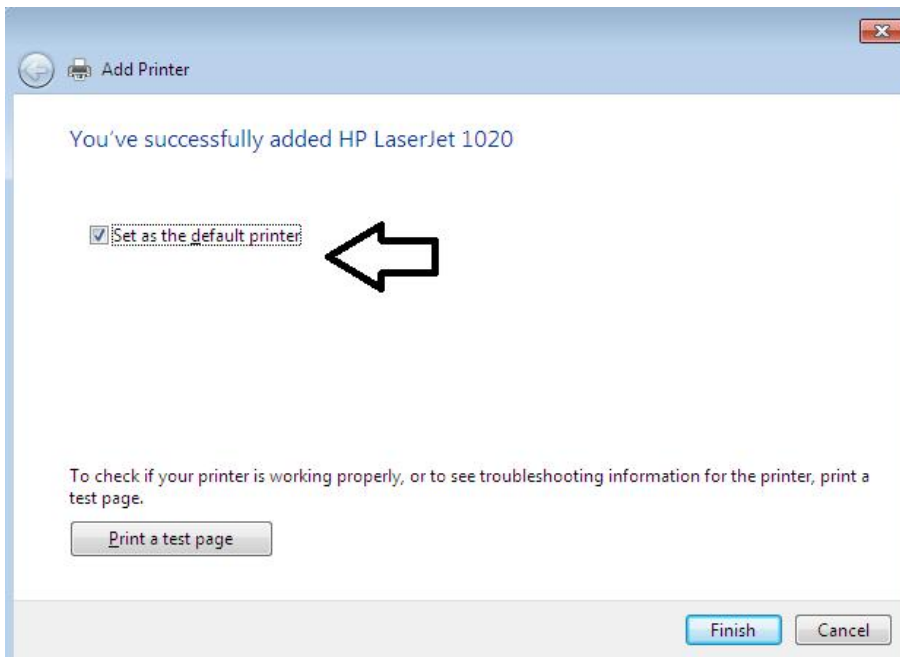 Add Printer
You've successfully added HP LaserJet 1020
Set as the default printer
To check if your printer is working properly, or to see troubleshooting information for the printer, print a
test page.
Print a test page
Finish Cancel